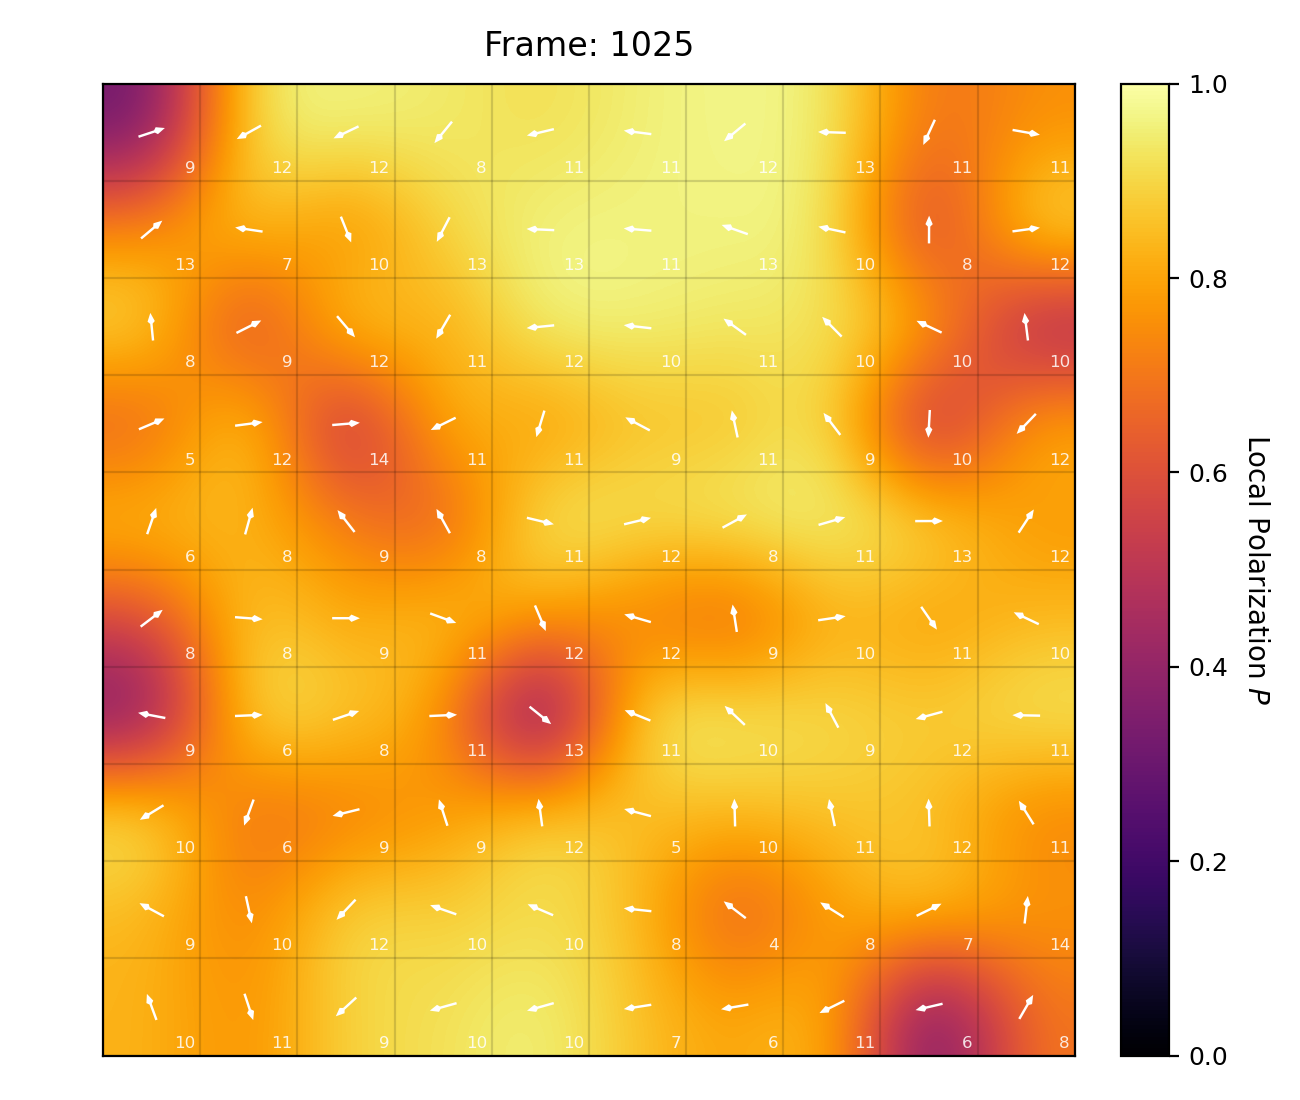 Frame: 1025
9 12 12 8 11 11 12 13 11 11
13 7 10 13 13 11 13 10 8 12
8 9 12 11 12 10 11 10 10 10
5 12 14 11 11 9 11 9 10 12
6 8 9 8 11 12 8 11 13 12
8 8 9 11 12 12 9 10 11 10
9 6 8 11 13 11 10 9 12 11
10 6 9 9 12 5 10 11 12 11
9 10 12 10 10 8 4 8 7 14
10 11 9 10 10 7 6 11 6 8
1.0
0.8
0.6
0.4
0.2
0.0
Local Polarization P